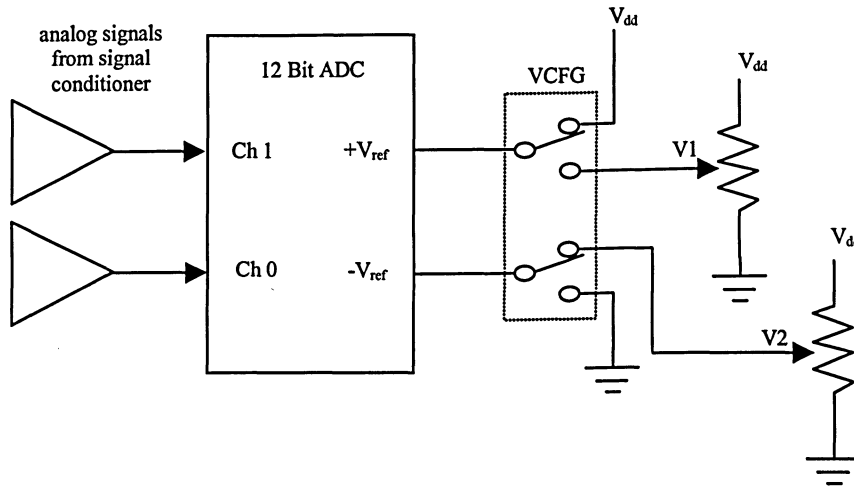 analog signals
from signal
conditioner
12 Bit ADC
Ch 1
+Vref
Ch 0
-Vref
VCFG
Vdd
Vdd
V1
Vd
V2